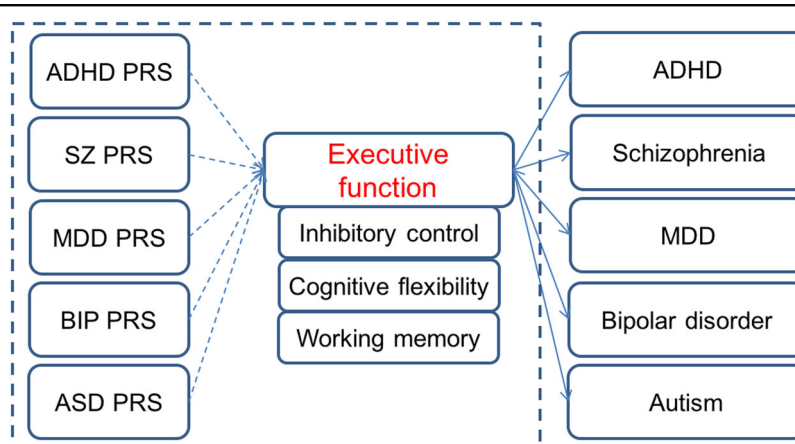 ADHD PRS
SZ PRS
MDD PRS
BIP PRS
ASD PRS
Executive
function
Inhibitory control
Cognitive flexibility
Working memory
ADHD
Schizophrenia
MDD
Bipolar disorder
Autism